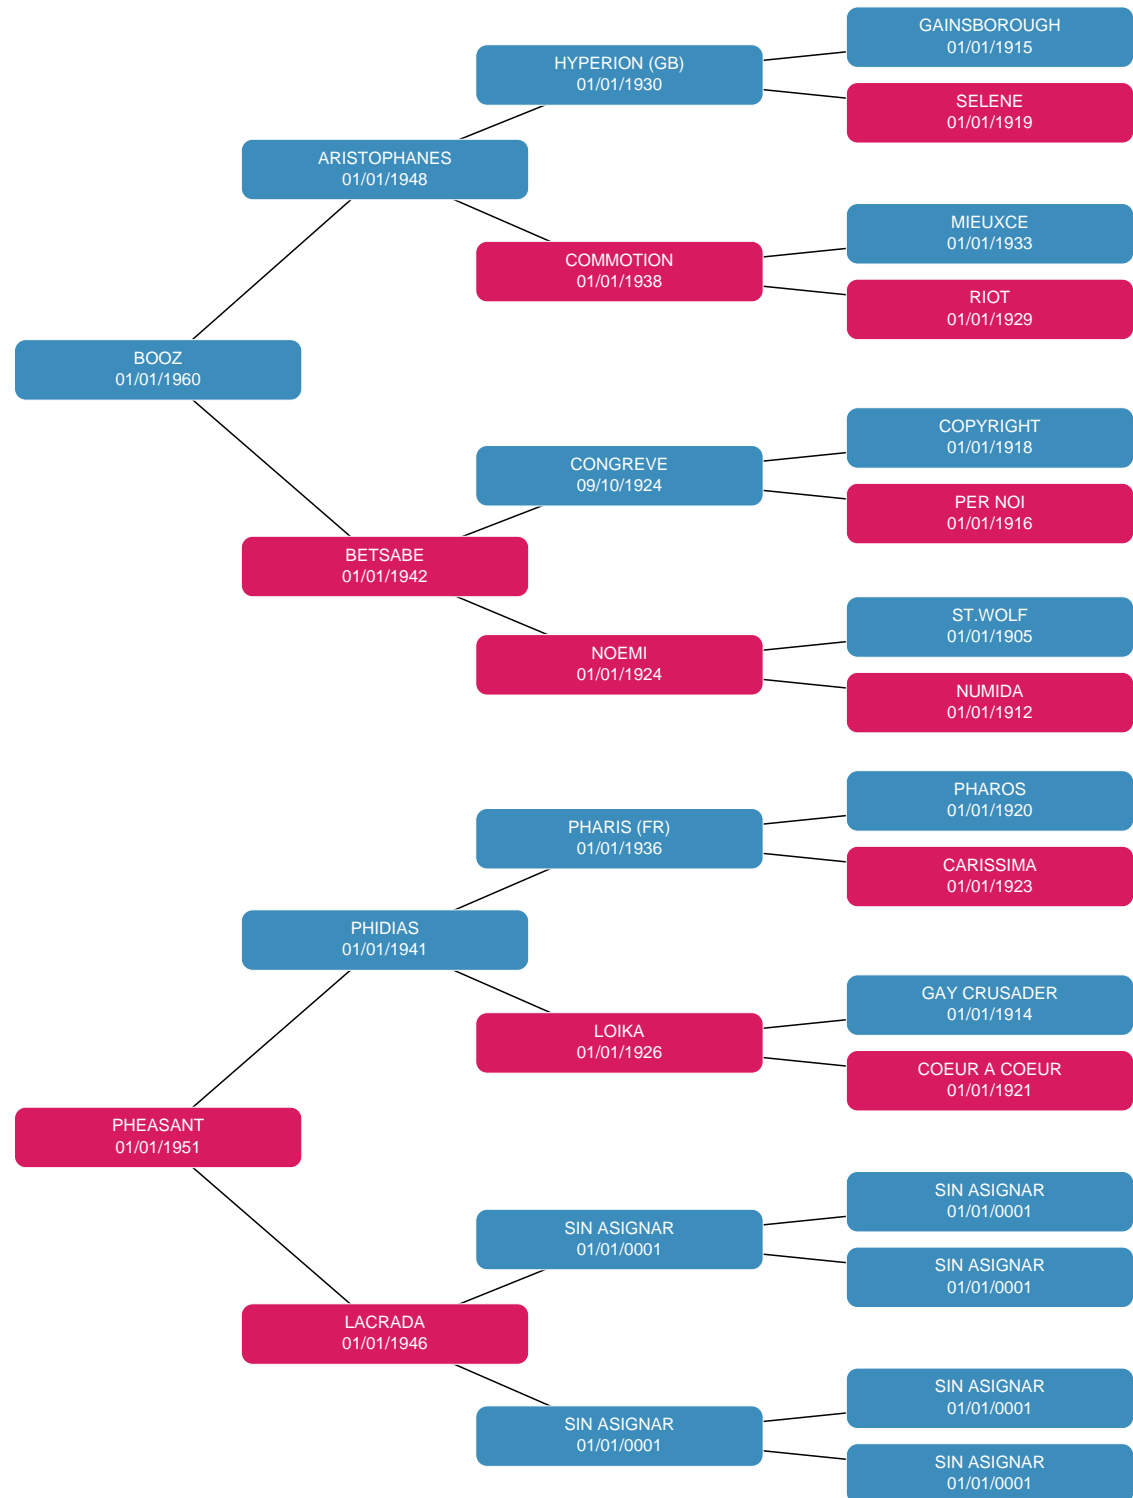 GAINSBOROUGH
01/01/1915
HYPERION (GB)
01/01/1930
SELENE
01/01/1919
ARISTOPHANES
01/01/1948
MIEUXCE
01/01/1933
COMMOTION
01/01/1938
RIOT
01/01/1929
BOOZ
01/01/1960
COPYRIGHT
01/01/1918
CONGREVE
09/10/1924
PER NOI
01/01/1916
BETSABE
01/01/1942
ST.WOLF
01/01/1905
NOEMI
01/01/1924
NUMIDA
01/01/1912
PHAROS
01/01/1920
PHARIS (FR)
01/01/1936
CARISSIMA
01/01/1923
PHIDIAS
01/01/1941
GAY CRUSADER
01/01/1914
LOIKA
01/01/1926
COEUR A COEUR
01/01/1921
PHEASANT
01/01/1951
SIN ASIGNAR
01/01/0001
SIN ASIGNAR
01/01/0001
SIN ASIGNAR
01/01/0001
LACRADA
01/01/1946
SIN ASIGNAR
01/01/0001
SIN ASIGNAR
01/01/0001
SIN ASIGNAR
01/01/0001